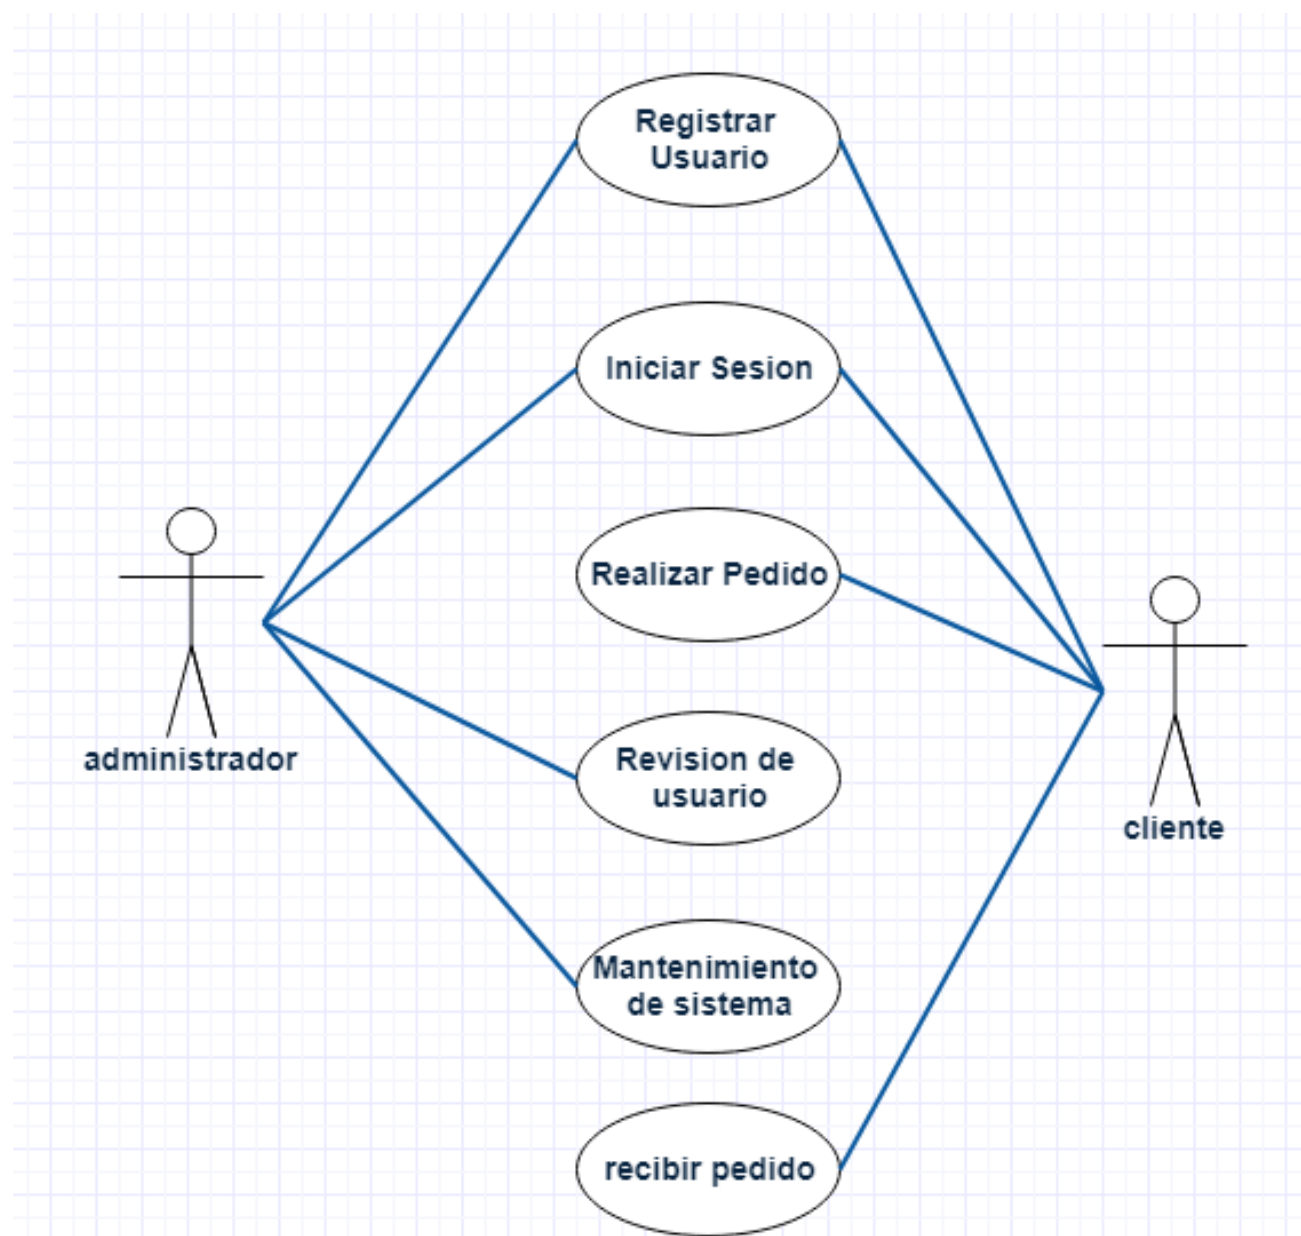 Registrar
Usuario
Iniciar Sesion
Realizar Pedido
administrador
Revision de
usuario
cliente
Mantenimiento
de sistema
recibir pedido